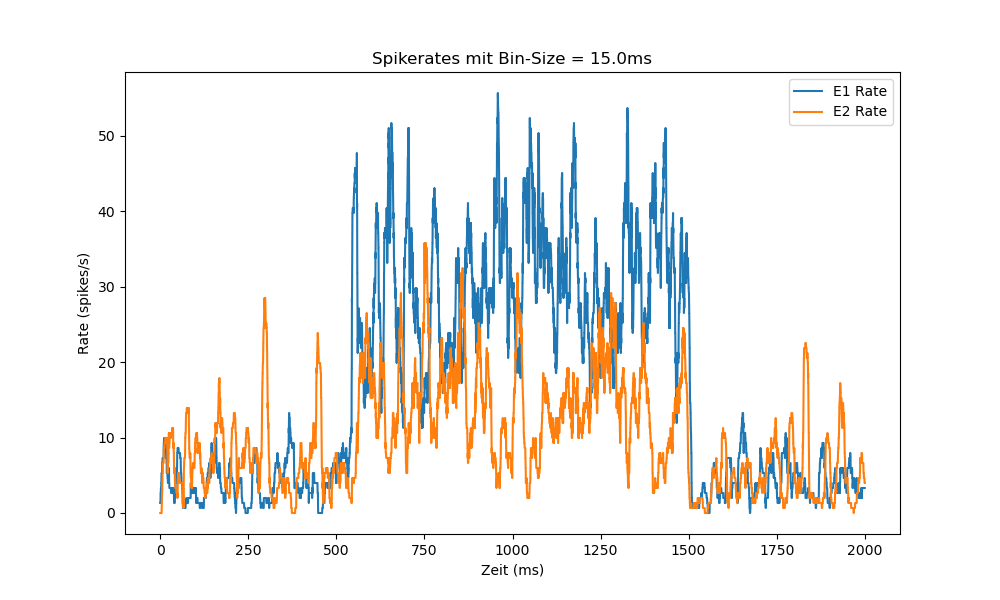 Spikerates mit Bin-Size = 15.0ms
E1 Rate
E2 Rate
Rate (spikes/s)
50
40
30
20
10
0
0 250 500 750 1000 1250 1500 1750 2000
Zeit (ms)